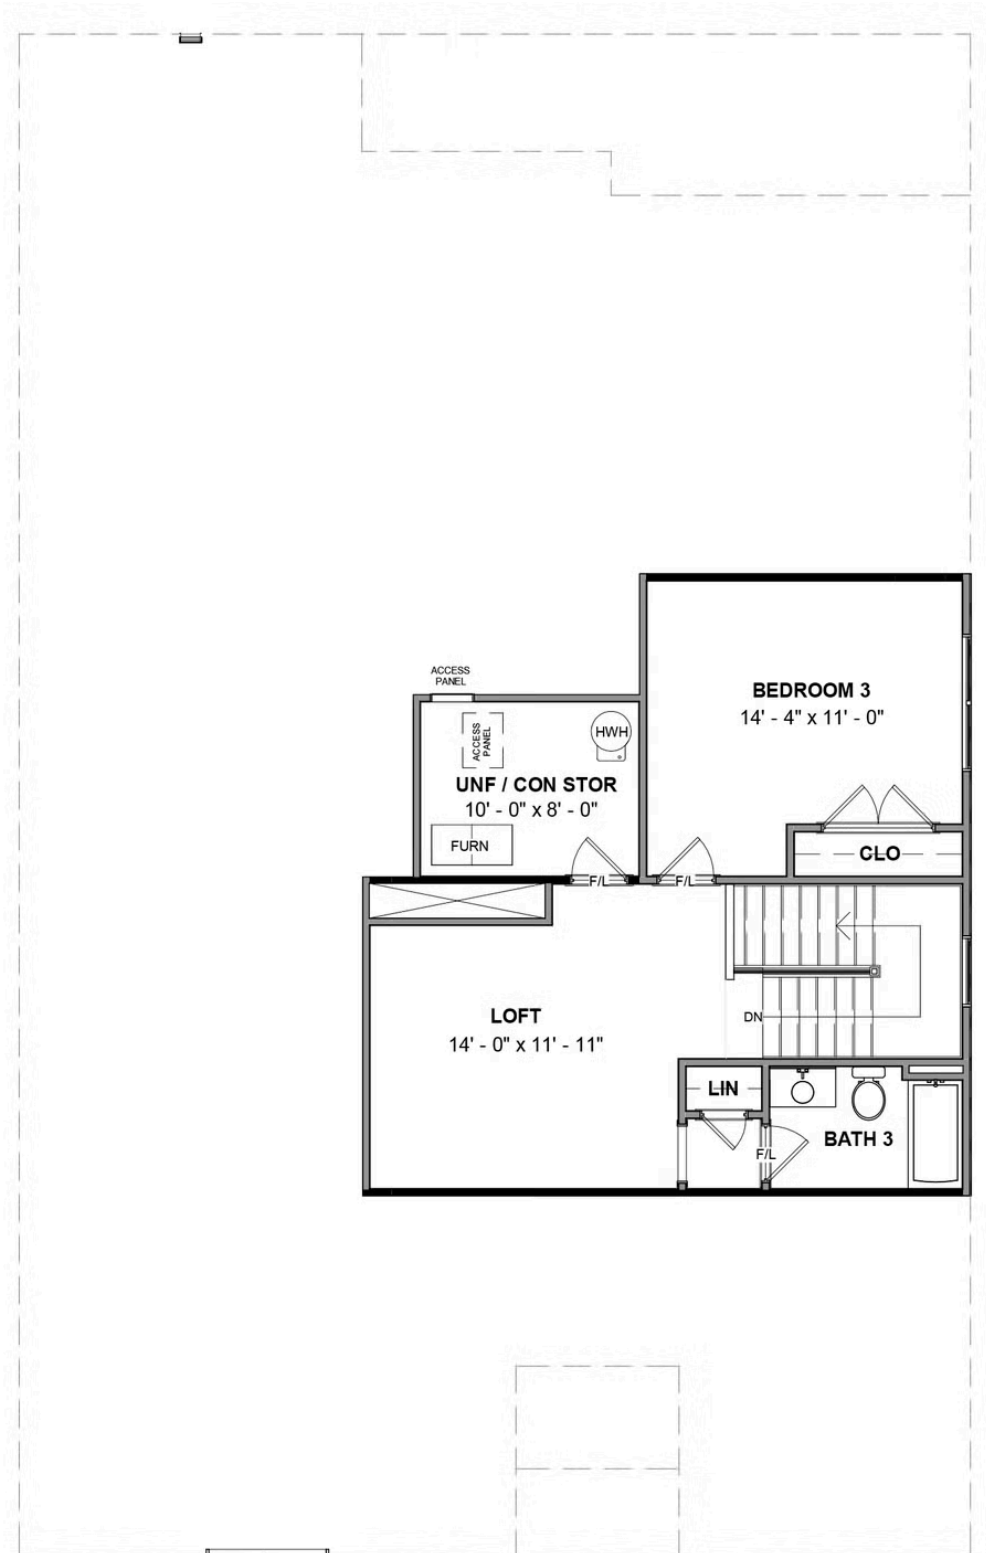 ACCESS
PANEL
BEDROOM 3
14' - 4" x 11' - 0"
ACCESS
PANEL
HWH
UNF / CON STOR
10' - 0" x 8' - 0"
FURN
CLO
F/L
F/L
LOFT
14' - 0" x 11' - 11"
DN
LIN
BATH 3
F/L